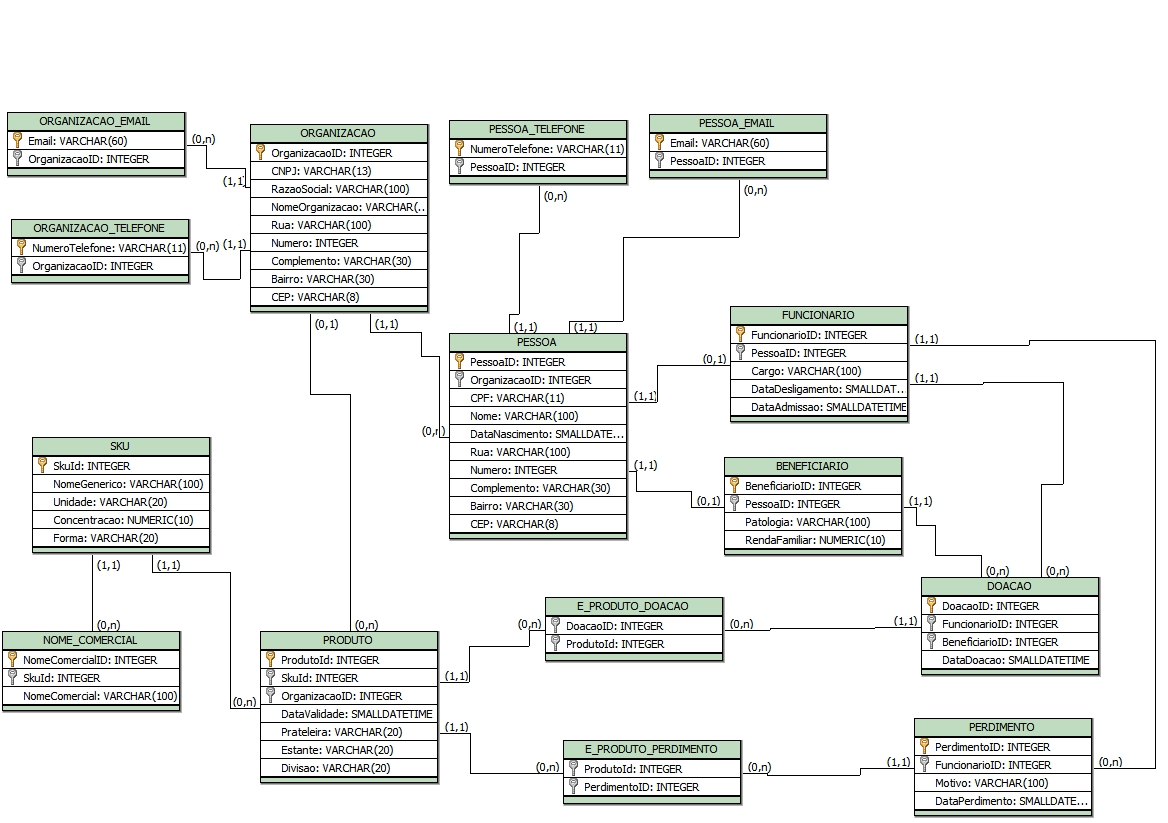 ORGANIZACAO_EMAIL
Email: VARCHAR(60)
OrganizacaoID: INTEGER
(0,n)
(1,1)
ORGANIZACAO_TELEFONE
NumeroTelefone: VARCHAR(11)
OrganizacaoID: INTEGER
(0,n)
(1,1)
ORGANIZACAO
OrganizacaoID: INTEGER
CNPJ: VARCHAR(13)
RazaoSocial: VARCHAR(100)
NomeOrganizacao: VARCHAR(..
Rua: VARCHAR(100)
Numero: INTEGER
Complemento: VARCHAR(30)
Bairro: VARCHAR(30)
CEP: VARCHAR(8)
(0,1)
(1,1)
PESSOA_TELEFONE
NumeroTelefone: VARCHAR(11)
PessoaID: INTEGER
(0,n)
PESSOA_EMAIL
Email: VARCHAR(60)
PessoaID: INTEGER
(0,n)
(1,1)
(1,1)
PESSOA
PessoaID: INTEGER
OrganizacaoID: INTEGER
CPF: VARCHAR(11)
Nome: VARCHAR(100)
DataNascimento: SMALLDATE...
Rua: VARCHAR(100)
Numero: INTEGER
Complemento: VARCHAR(30)
Bairro: VARCHAR(30)
CEP: VARCHAR(8)
(0,n)
(1,1)
(0,1)
(1,1)
(0,1)
FUNCIONARIO
FuncionarioID: INTEGER
PessoaID: INTEGER
Cargo: VARCHAR(100)
DataDesligamento: SMALLDAT...
DataAdmissao: SMALLDATETIME
(1,1)
(1,1)
BENEFICIARIO
BeneficiarioID: INTEGER
PessoaID: INTEGER
Patologia: VARCHAR(100)
RendaFamiliar: NUMERIC(10)
(1,1)
(0,n)
(0,n)
SKU
SkuId: INTEGER
NomeGenerico: VARCHAR(100)
Unidade: VARCHAR(20)
Concentracao: NUMERIC(10)
Forma: VARCHAR(20)
(1,1)
(1,1)
(0,n)
NOME_COMERCIAL
NomeComercialID: INTEGER
SkuId: INTEGER
NomeComercial: VARCHAR(100)
(0,n)
(0,n)
PRODUTO
ProdutoId: INTEGER
SkuId: INTEGER
OrganizacaoID: INTEGER
DataValidade: SMALLDATETIME
Prateleira: VARCHAR(20)
Estante: VARCHAR(20)
Divisao: VARCHAR(20)
(1,1)
(1,1)
(0,n)
E_PRODUTO_DOACAO
DoacaoID: INTEGER
ProdutoId: INTEGER
(0,n)
(1,1)
DOACAO
DoacaoID: INTEGER
FuncionarioID: INTEGER
BeneficiarioID: INTEGER
DataDoacao: SMALLDATETIME
(0,n)
E_PRODUTO_PERDIMENTO
ProdutoId: INTEGER
PerdimentoID: INTEGER
(0,n)
(1,1)
PERDIMENTO
PerdimentoID: INTEGER
FuncionarioID: INTEGER
Motivo: VARCHAR(100)
DataPerdimento: SMALLDATE...
(0,n)